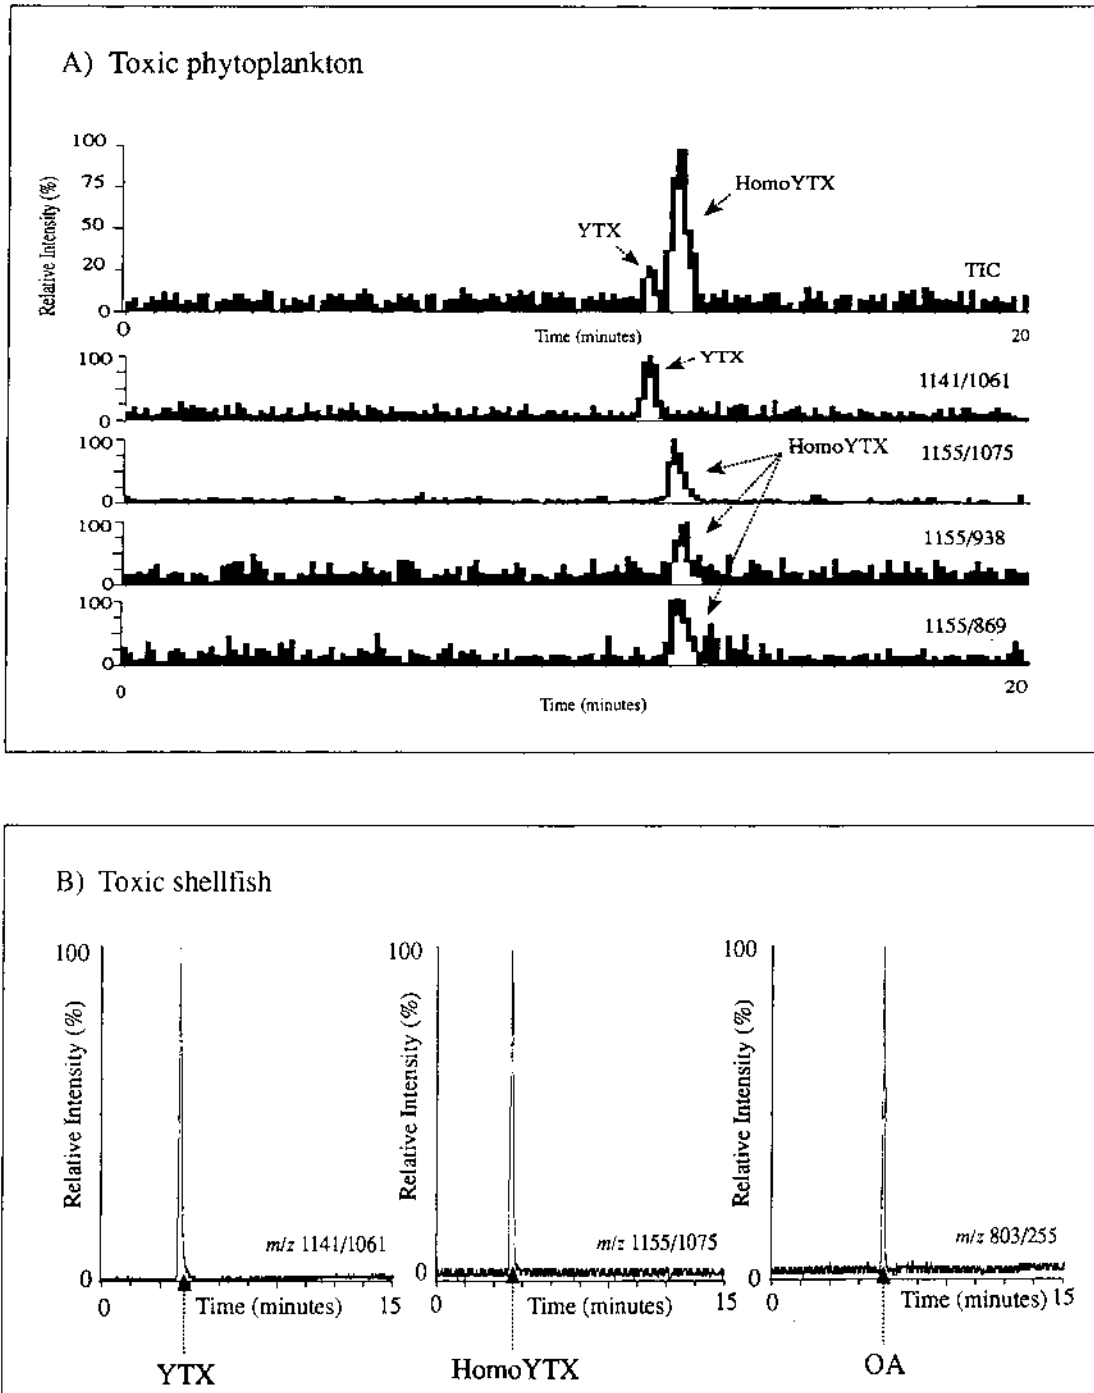 A) Toxic phytoplankton
100
75
50
20
0
Relative Intensity (%)
HomoYTX
YTX
TIC
0
Time (minutes)
20
100
0
YTX
1141/1061
100
0
HomoYTX
1155/1075
100
0
1155/938
100
0
1155/869
0
Time (minutes)
20
B) Toxic shellfish
100
Relative Intensity (%)
0
m/z 1141/1061
0
Time (minutes)
15
YTX
100
Relative Intensity (%)
0
m/z 1155/1075
0
Time (minutes)
15
HomoYTX
100
Relative Intensity (%)
0
m/z 803/255
0
Time (minutes)
15
OA